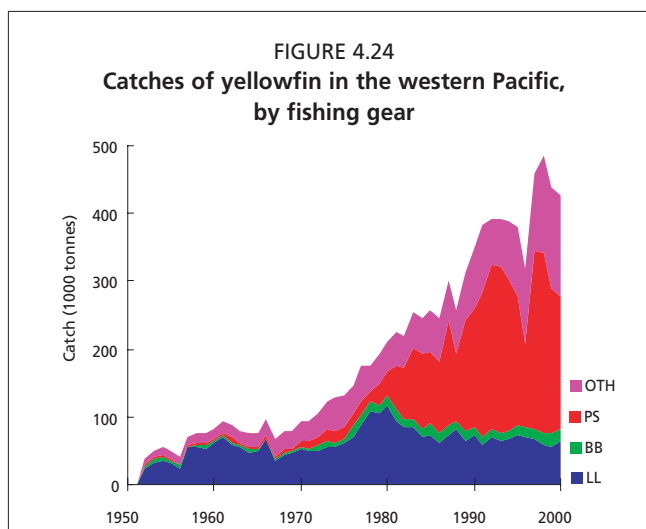 FIGURE 4.24
Catches of yellowfin in the western Pacific,
by fishing gear
500
400
300
200
100
0
Catch (1000 tonnes)
1950 1960 1970 1980 1990 2000
OTH
PS
BB
LL